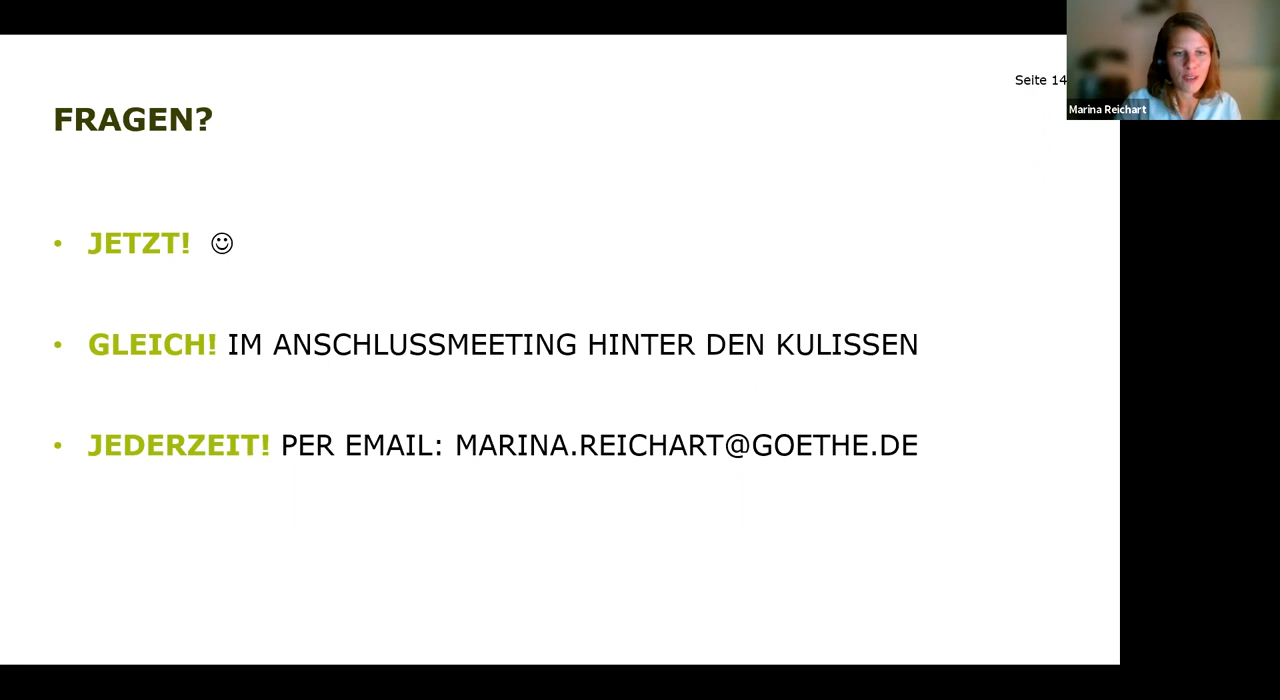 Seite 14
Marina Reichart
FRAGEN?
• JETZT! ☺
• GLEICH! IM ANSCHLUSSMEETING HINTER DEN KULISSEN
• JEDERZEIT! PER EMAIL: MARINA.REICHART@GOETHE.DE